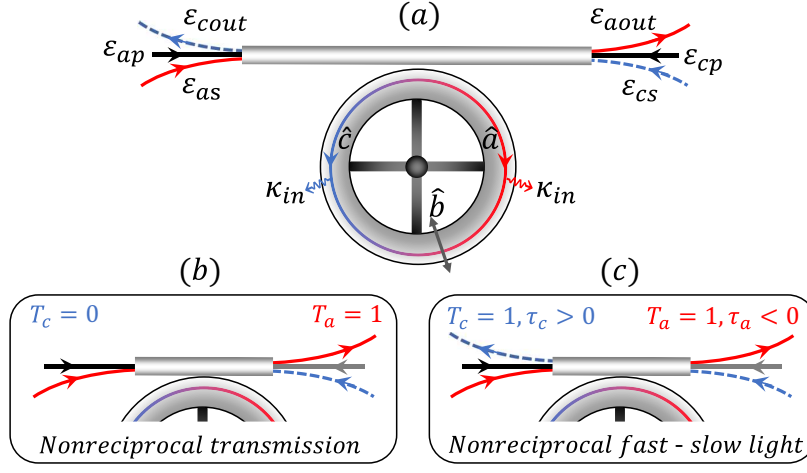 (a)
ε_cout
ε_aout
ε_ap
ε_cp
ε_as
ε_cs
ĉ
â
κ_in
κ_in
b̂
(b)
(c)
T_c = 0
T_a = 1
T_c = 1, τ_c > 0
T_a = 1, τ_a < 0
Nonreciprocal transmission
Nonreciprocal fast - slow light